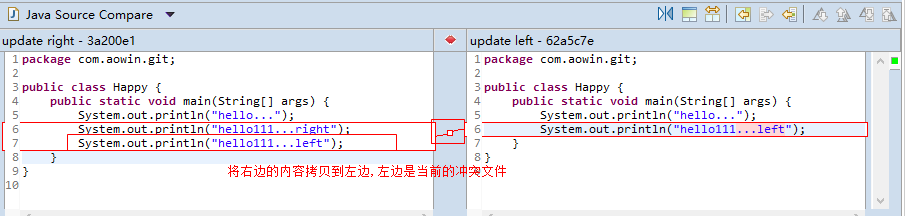 Java Source Compare
update right - 3a200e1
1 package com.aowin.git;
2
3 public class Happy {
4 public static void main(String[] args) {
5 System.out.println("hello...");
6 System.out.println("hello111...right");
7 System.out.println("hello111...left");
8 }
9 }
10
update left - 62a5c7e
1 package com.aowin.git;
2
3 public class Happy {
4 public static void main(String[] args) {
5 System.out.println("hello...");
6 System.out.println("hello111...left");
7 }
8 }
将右边的内容拷贝到左边,左边是当前的冲突文件